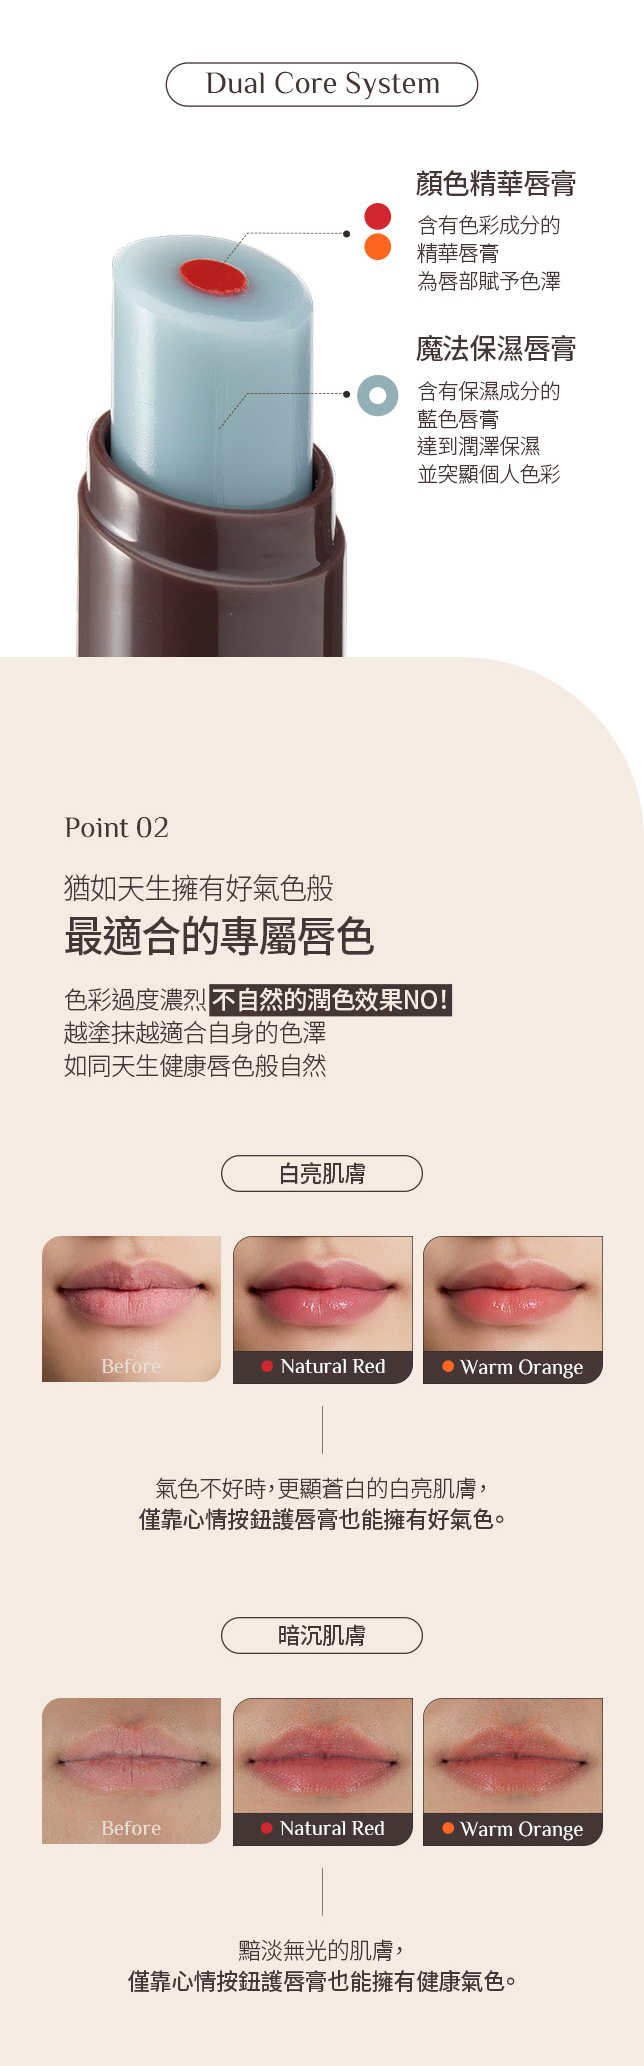 Dual Core System
顏色精華唇膏
含有色彩成分的
精華唇膏
為唇部賦予色澤
魔法保濕唇膏
含有保濕成分的
藍色唇膏
達到潤澤保濕
並突顯個人色彩
Point 02
猶如天生擁有好氣色般
最適合的專屬唇色
色彩過度濃烈 不自然的潤色效果NO!
越塗抹越適合自身的色澤
如同天生健康唇色般自然
白亮肌膚
Before
Natural Red
Warm Orange
氣色不好時，更顯蒼白的白亮肌膚，
僅靠心情按鈕護唇膏也能擁有好氣色。
暗沉肌膚
Before
Natural Red
Warm Orange
黯淡無光的肌膚，
僅靠心情按鈕護唇膏也能擁有健康氣色。